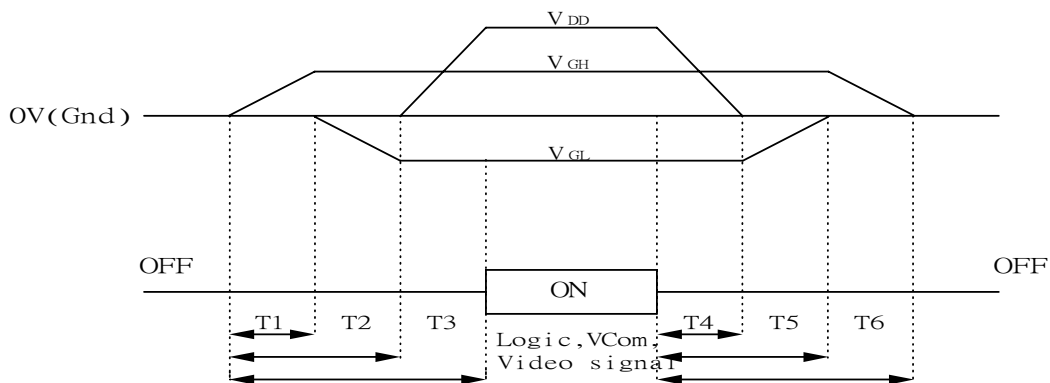 VDD
VGH
0V(Gnd)
VGL
OFF
OFF
ON
T1 T2 T3 T4 T5 T6
Logic,VCom,
Video signal